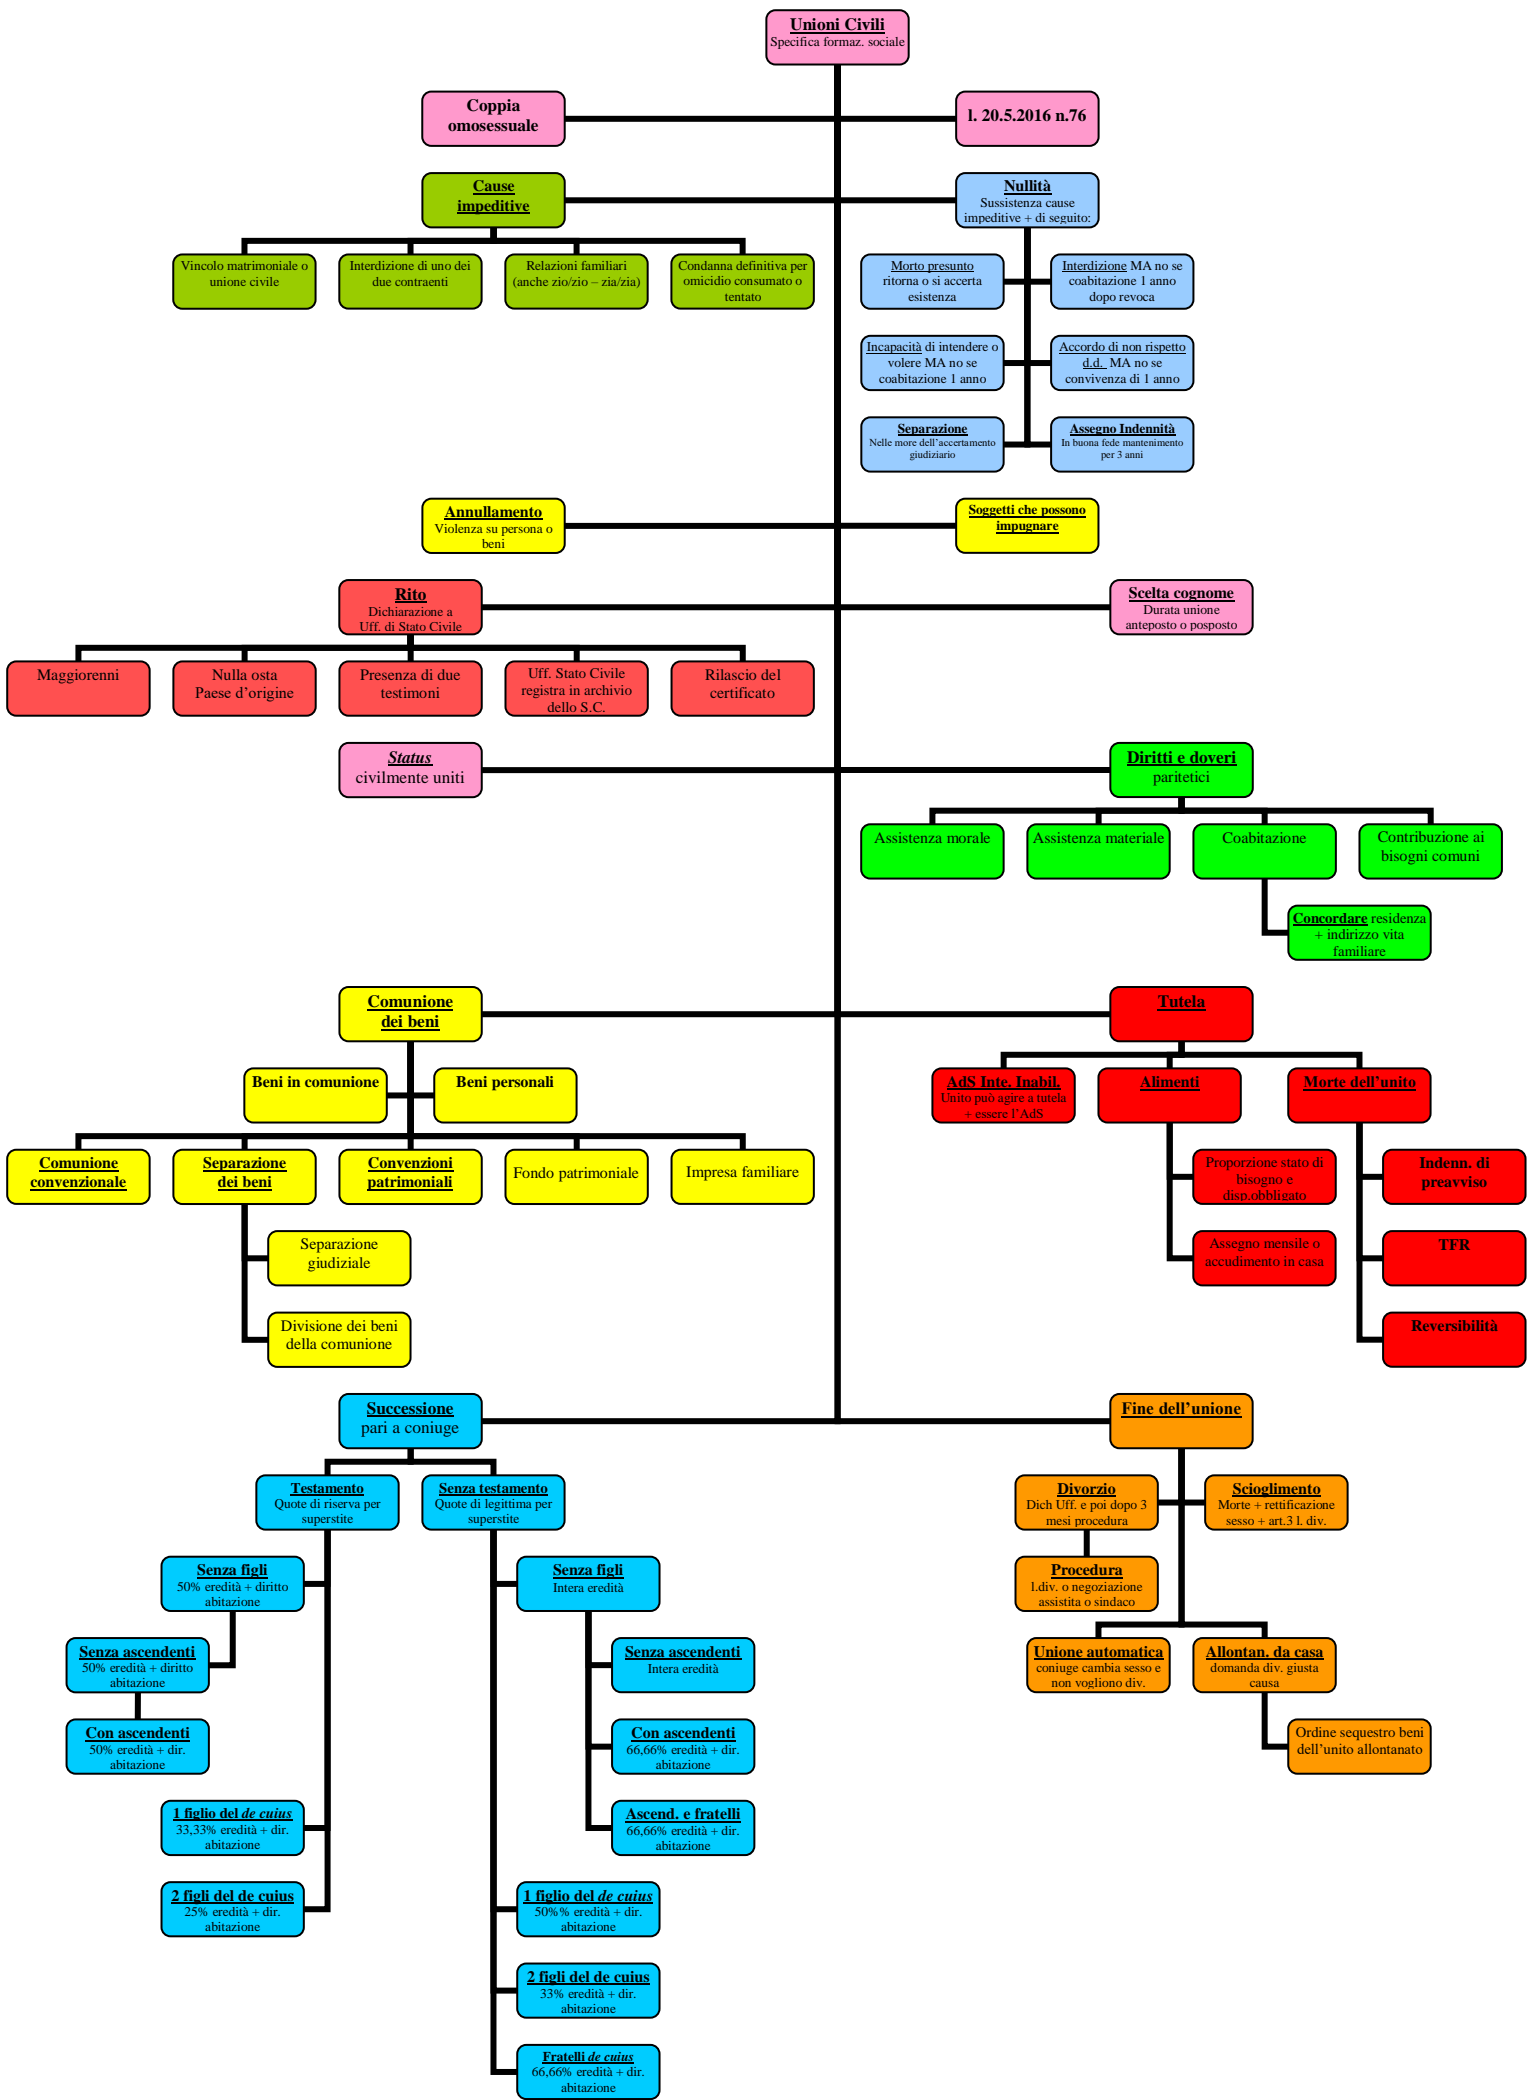 Unioni Civili
Specifica formaz. sociale
Coppia
omosessuale
l. 20.5.2016 n.76
Cause
impeditive
Nullità
Sussistenza cause
impeditive + di seguito:
Vincolo matrimoniale o
unione civile
Interdizione di uno dei
due contraenti
Relazioni familiari
(anche zio/zio – zia/zia)
Condanna definitiva per
omicidio consumato o
tentato
Morto presunto
ritorna o si accerta
esistenza
Interdizione MA no se
coabitazione 1 anno
dopo revoca
Incapacità di intendere o
volere MA no se
coabitazione 1 anno
Accordo di non rispetto
d.d. MA no se
convivenza di 1 anno
Separazione
Nelle more dell'accertamento
giudiziario
Assegno Indennità
In buona fede mantenimento
per 3 anni
Annullamento
Violenza su persona o
beni
Soggetti che possono
impugnare
Rito
Dichiarazione a
Uff. di Stato Civile
Scelta cognome
Durata unione
anteposto o posposto
Maggiorenni
Nulla osta
Paese d'origine
Presenza di due
testimoni
Uff. Stato Civile
registra in archivio
dello S.C.
Rilascio del
certificato
Status
civilmente uniti
Diritti e doveri
paritetici
Assistenza morale
Assistenza materiale
Coabitazione
Contribuzione ai
bisogni comuni
Concordare residenza
+ indirizzo vita
familiare
Comunione
dei beni
Tutela
Beni in comunione
Beni personali
AdS Inte. Inabil.
Unito può agire a tutela
+ essere l'AdS
Alimenti
Morte dell'unito
Comunione
convenzionale
Separazione
dei beni
Convenzioni
patrimoniali
Fondo patrimoniale
Impresa familiare
Proporzione stato di
bisogno e
disp.obbligato
Indenn. di
preavviso
Separazione
giudiziale
Assegno mensile o
accudimento in casa
TFR
Divisione dei beni
della comunione
Reversibilità
Successione
pari a coniuge
Fine dell'unione
Testamento
Quote di riserva per
superstite
Senza testamento
Quote di legittima per
superstite
Divorzio
Dich Uff. e poi dopo 3
mesi procedura
Scioglimento
Morte + rettificazione
sesso + art.3 l. div.
Senza figli
50% eredità + diritto
abitazione
Senza figli
Intera eredità
Procedura
l.div. o negoziazione
assistita o sindaco
Senza ascendenti
50% eredità + diritto
abitazione
Senza ascendenti
Intera eredità
Unione automatica
coniuge cambia sesso e
non vogliono div.
Allontan. da casa
domanda div. giusta
causa
Con ascendenti
50% eredità + dir.
abitazione
Con ascendenti
66,66% eredità + dir.
abitazione
Ordine sequestro beni
dell'unito allontanato
1 figlio del de cuius
33,33% eredità + dir.
abitazione
Ascend. e fratelli
66,66% eredità + dir.
abitazione
2 figli del de cuius
25% eredità + dir.
abitazione
1 figlio del de cuius
50%% eredità + dir.
abitazione
2 figli del de cuius
33% eredità + dir.
abitazione
Fratelli de cuius
66,66% eredità + dir.
abitazione